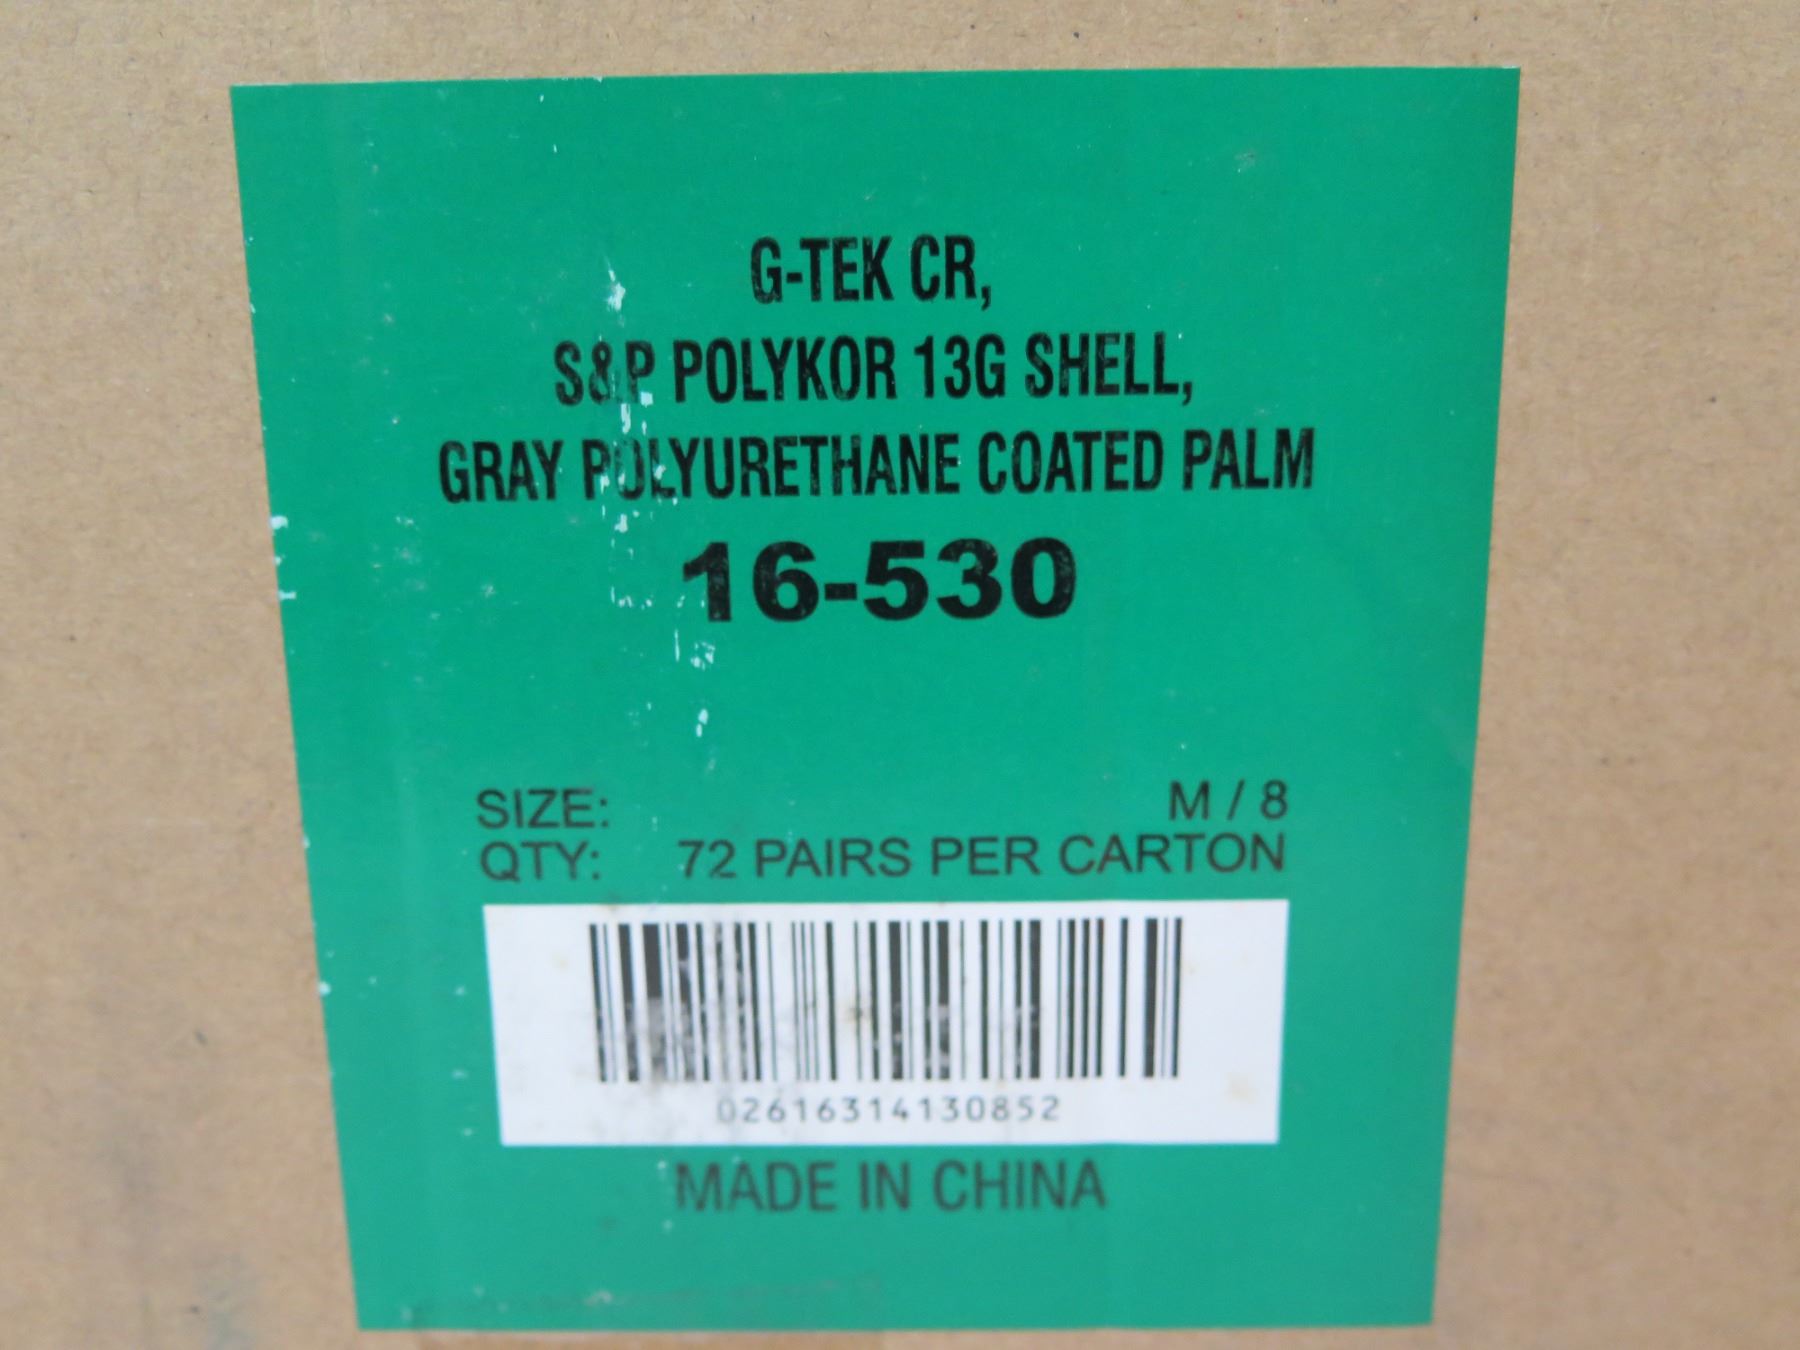 G-TEK CR,
S&P POLYKOR 13G SHELL,
GRAY POLYURETHANE COATED PALM
16-530
SIZE: M / 8
QTY: 72 PAIRS PER CARTON
02616314130852
MADE IN CHINA